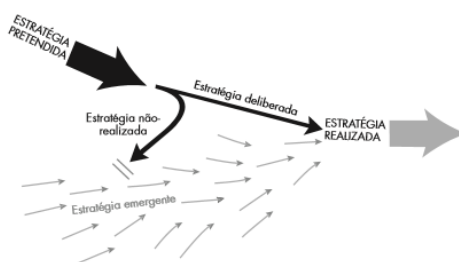 ESTRATÉGIA
PRETENDIDA
Estratégia deliberada
Estratégia não-
realizada
ESTRATÉGIA
REALIZADA
Estratégia emergente